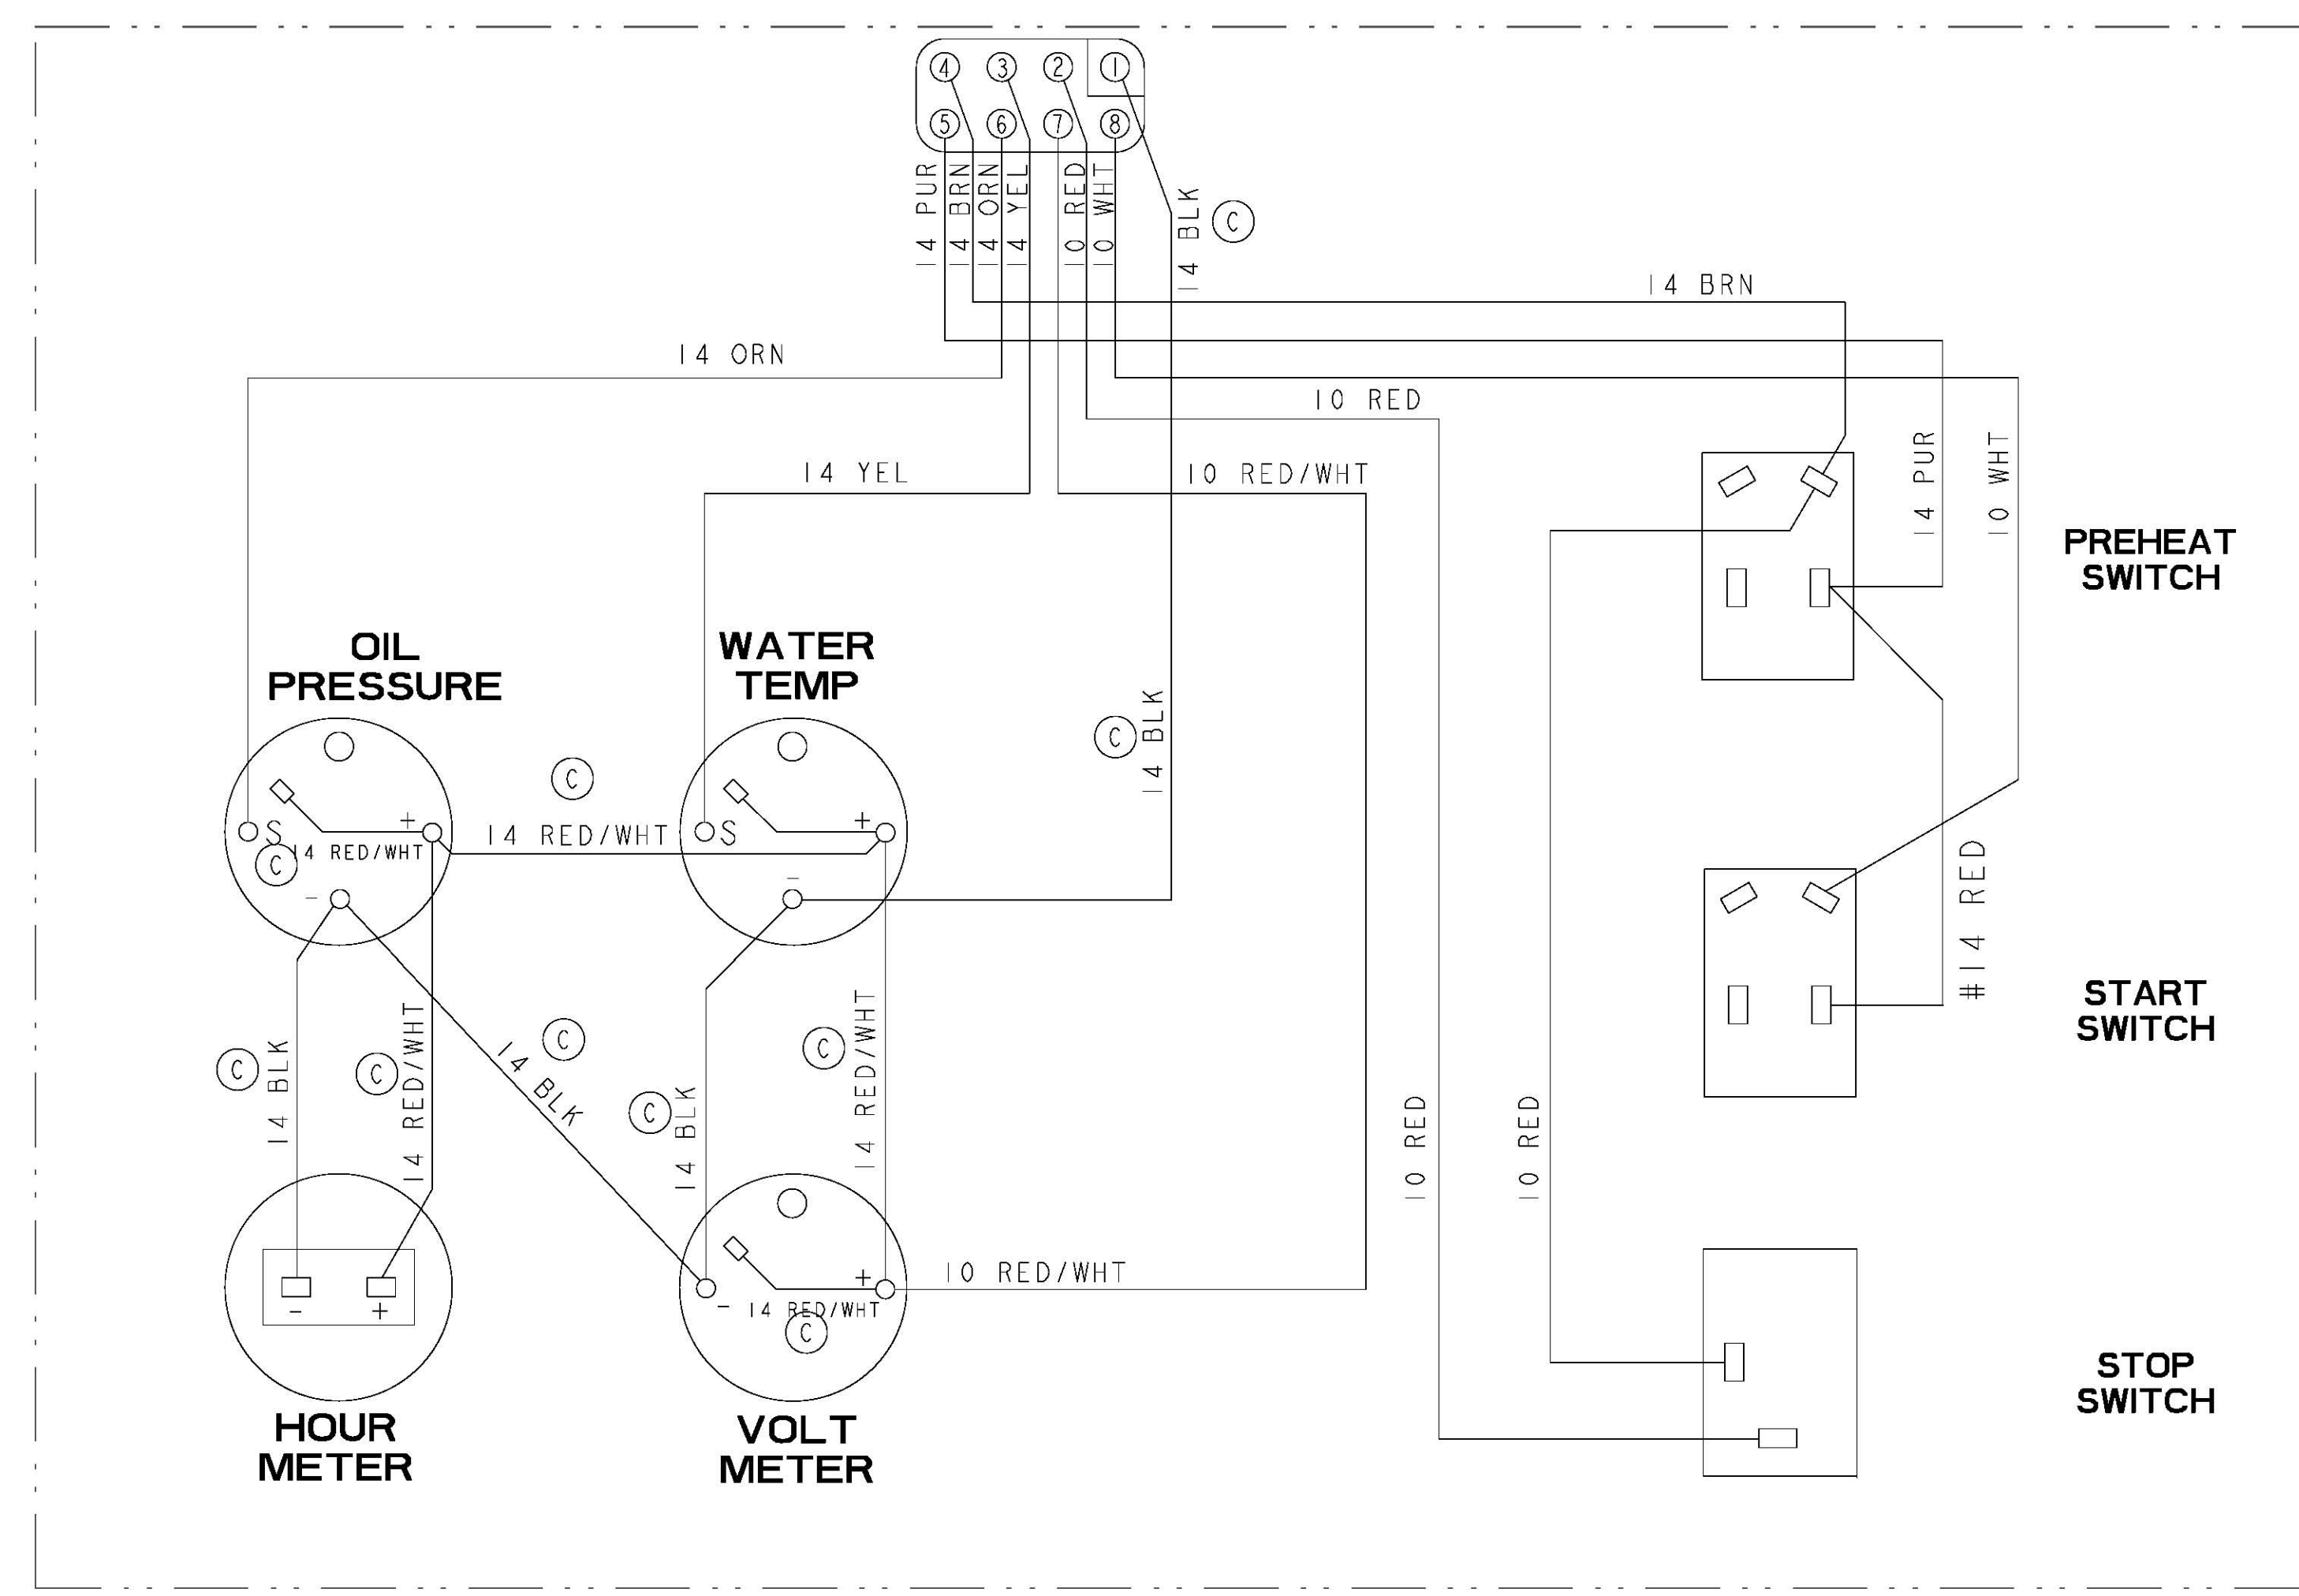 4 3 2 1
5 6 7 8
14 PUR
14 BRN
14 ORN
14 YEL
10 RED
10 WHT
14 BLK
C
14 BRN
14 ORN
10 RED
14 YEL
10 RED/WHT
14 PUR
10 WHT
PREHEAT
SWITCH
OIL
PRESSURE
WATER
TEMP
C
14 BLK
C
S
+
14 RED/WHT
C
14 RED/WHT
-
S
+
-
#14 RED
START
SWITCH
C
14 BLK
C
14 RED/WHT
C
14 BLK
C
14 BLK
C
14 RED/WHT
10 RED
10 RED
-
+
HOUR
METER
+
-
14 RED/WHT
C
10 RED/WHT
VOLT
METER
STOP
SWITCH